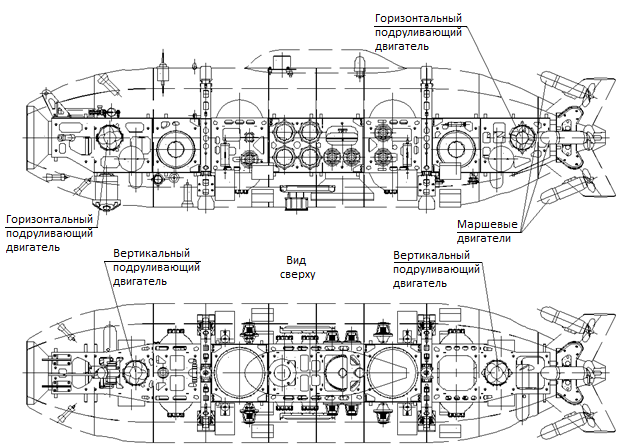 Горизонтальный
подруливающий
двигатель
Горизонтальный
подруливающий
двигатель
Маршевые
двигатели
Вертикальный
подруливающий
двигатель
Вид
сверху
Вертикальный
подруливающий
двигатель